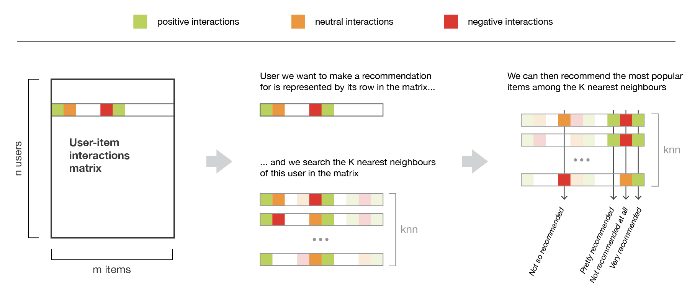 positive interactions
neutral interactions
negative interactions
n users
User-item
interactions
matrix
m items
User we want to make a recommendation
for is represented by its row in the matrix...
... and we search the K nearest neighbours
of this user in the matrix
knn
We can then recommend the most popular
items among the K nearest neighbours
knn
Not so recommended
Pretty recommended
Not recommended at all
Very recommended